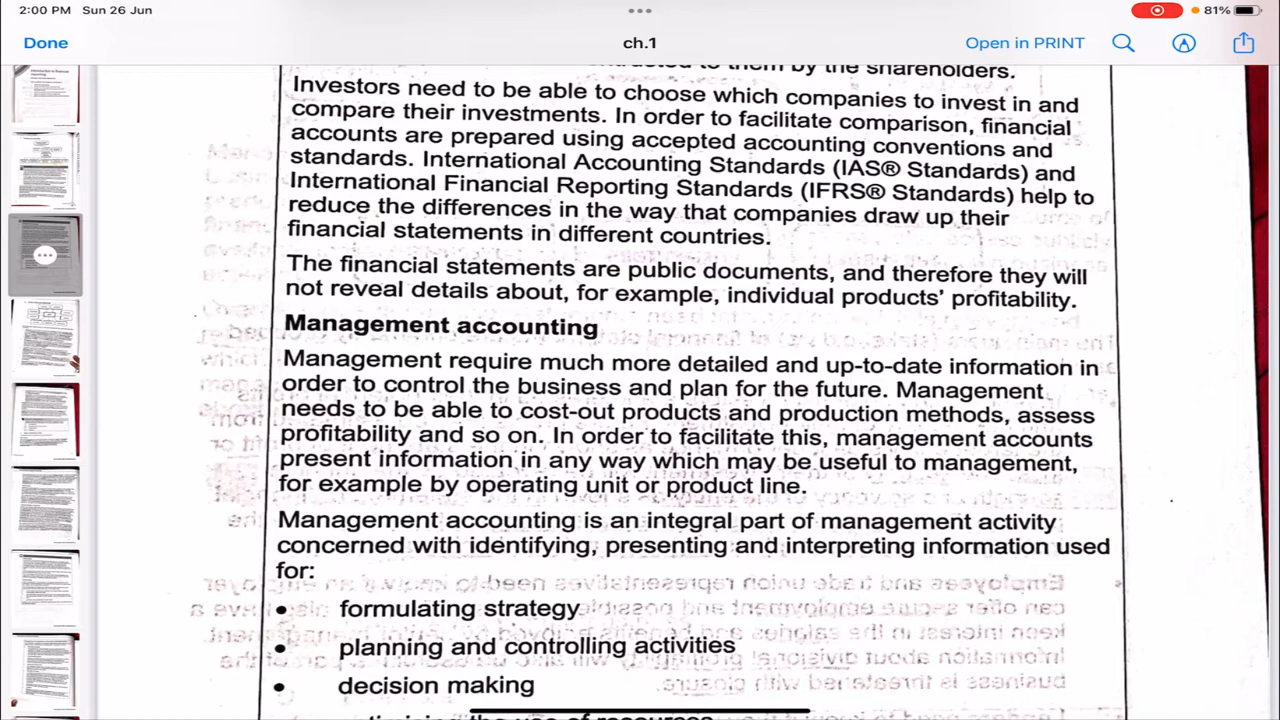 2:00 PM Sun 26 Jun
81%
Done
ch.1
Open in PRINT
to them by the shareholders.
Investors need to be able to choose which companies to invest in and
compare their investments. In order to facilitate comparison, financial
accounts are prepared using accepted accounting conventions and
standards. International Accounting Standards (IAS® Standards) and
International Financial Reporting Standards (IFRS® Standards) help to
reduce the differences in the way that companies draw up their
financial statements in different countries.
The financial statements are public documents, and therefore they will
not reveal details about, for example, individual products' profitability.
Management accounting
Management require much more detailed and up-to-date information in
order to control the business and plan for the future. Management
needs to be able to cost-out products and production methods, assess
profitability and so on. In order to facilitate this, management accounts
present information in any way which may be useful to management,
for example by operating unit or product line.
Management accounting is an integral part of management activity
concerned with identifying, presenting and interpreting information used
for:
• formulating strategy
• planning and controlling activities
• decision making
the use of resources